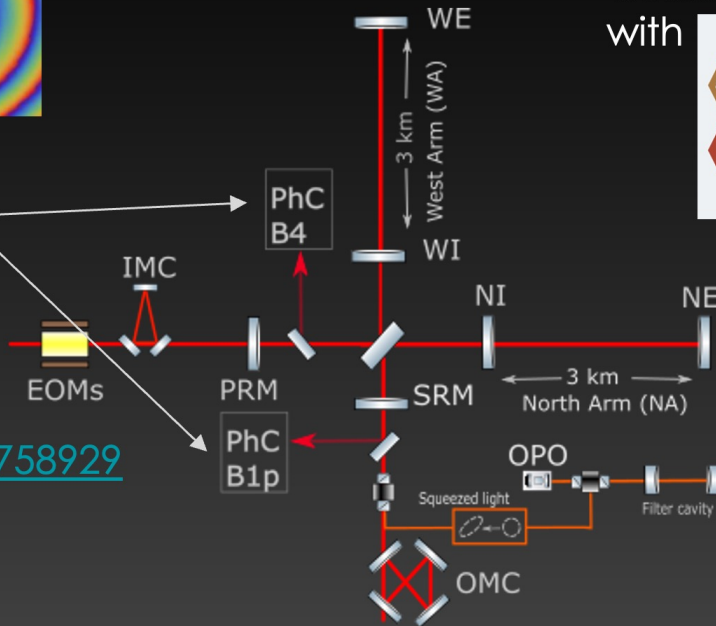 WE
with
3 km
West Arm (WA)
PhC
B4
WI
IMC
NI
NE
EOMs
PRM
3 km
North Arm (NA)
SRM
PhC
B1p
758929
OPO
Squeezed light
Filter cavity
OMC